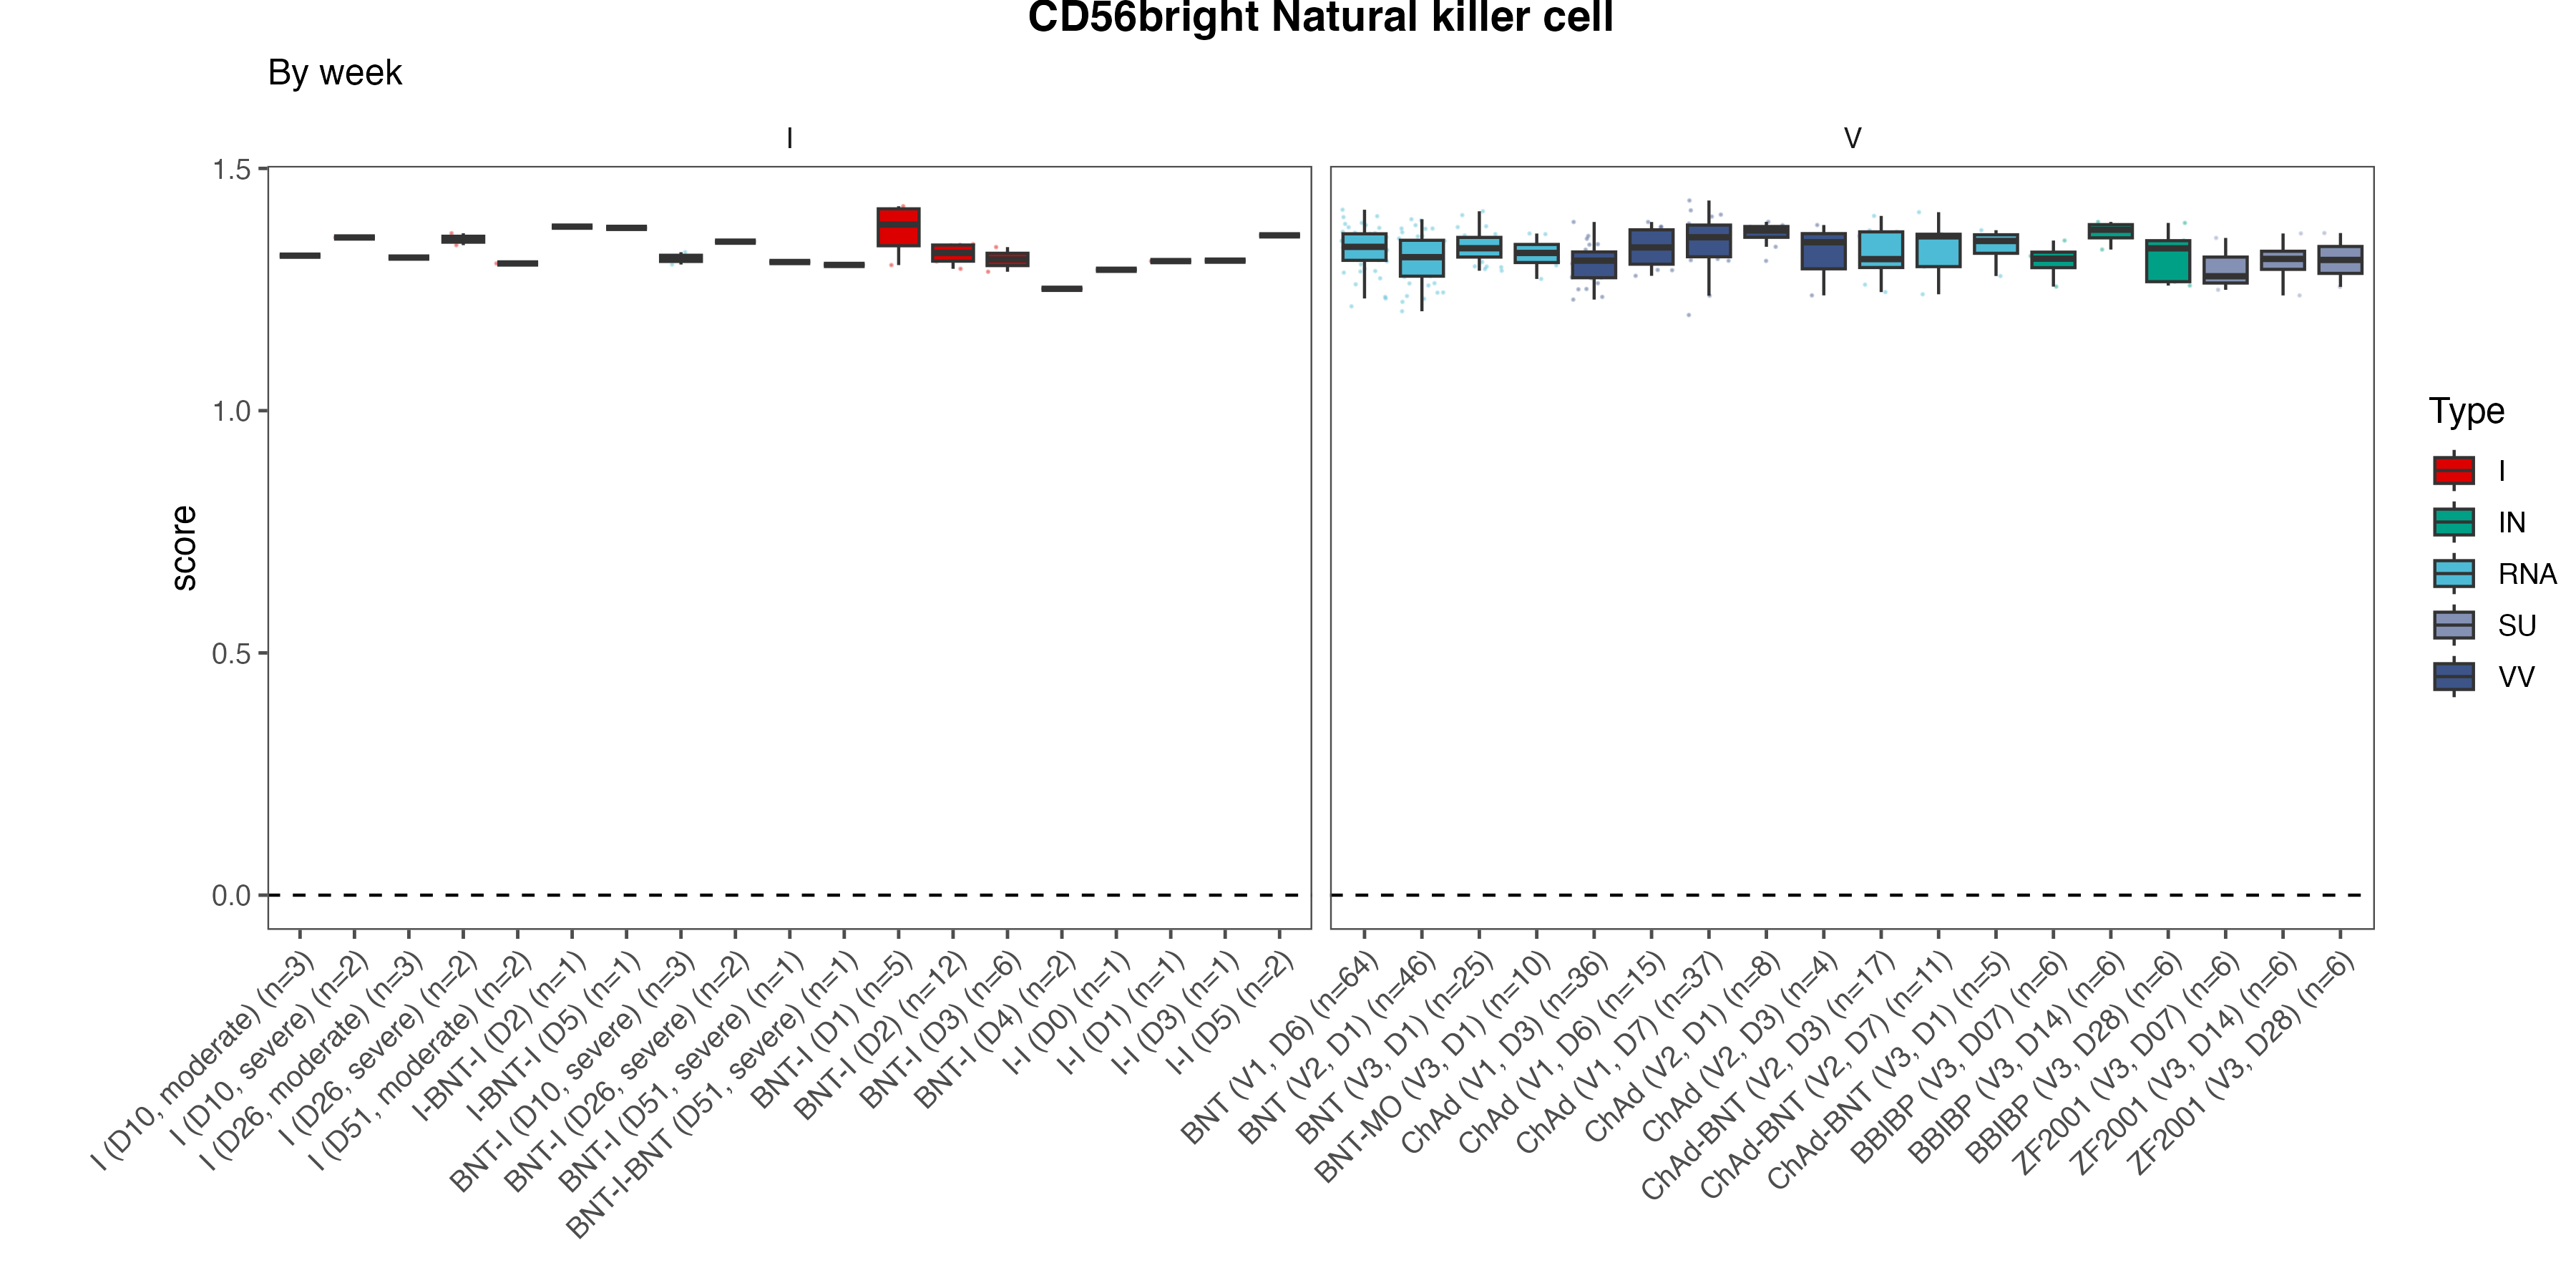 CD56bright Natural killer cell
By week
I
V
1.5
1.0
0.5
0.0
score
I (D10, moderate) (n=3)
I (D10, severe) (n=2)
I (D26, moderate) (n=3)
I (D26, severe) (n=2)
I (D51, moderate) (n=2)
I-BNT-I (D2) (n=1)
I-BNT-I (D5) (n=1)
BNT-I (D10, severe) (n=3)
BNT-I (D26, severe) (n=2)
BNT-I (D51, severe) (n=1)
BNT-I-BNT (D51, severe) (n=1)
BNT-I (D1) (n=5)
BNT-I (D2) (n=12)
BNT-I (D3) (n=6)
BNT-I (D4) (n=2)
I-I (D0) (n=1)
I-I (D1) (n=1)
I-I (D3) (n=1)
I-I (D5) (n=2)
BNT (V1, D6) (n=64)
BNT (V2, D1) (n=46)
BNT (V3, D1) (n=25)
BNT-MO (V3, D1) (n=10)
ChAd (V1, D3) (n=36)
ChAd (V1, D6) (n=15)
ChAd (V1, D7) (n=37)
ChAd (V2, D1) (n=8)
ChAd (V2, D3) (n=4)
ChAd-BNT (V2, D3) (n=17)
ChAd-BNT (V2, D7) (n=11)
ChAd-BNT (V3, D1) (n=5)
BBIBP (V3, D07) (n=6)
BBIBP (V3, D14) (n=6)
BBIBP (V3, D28) (n=6)
ZF2001 (V3, D07) (n=6)
ZF2001 (V3, D14) (n=6)
ZF2001 (V3, D28) (n=6)
Type
I
IN
RNA
SU
VV